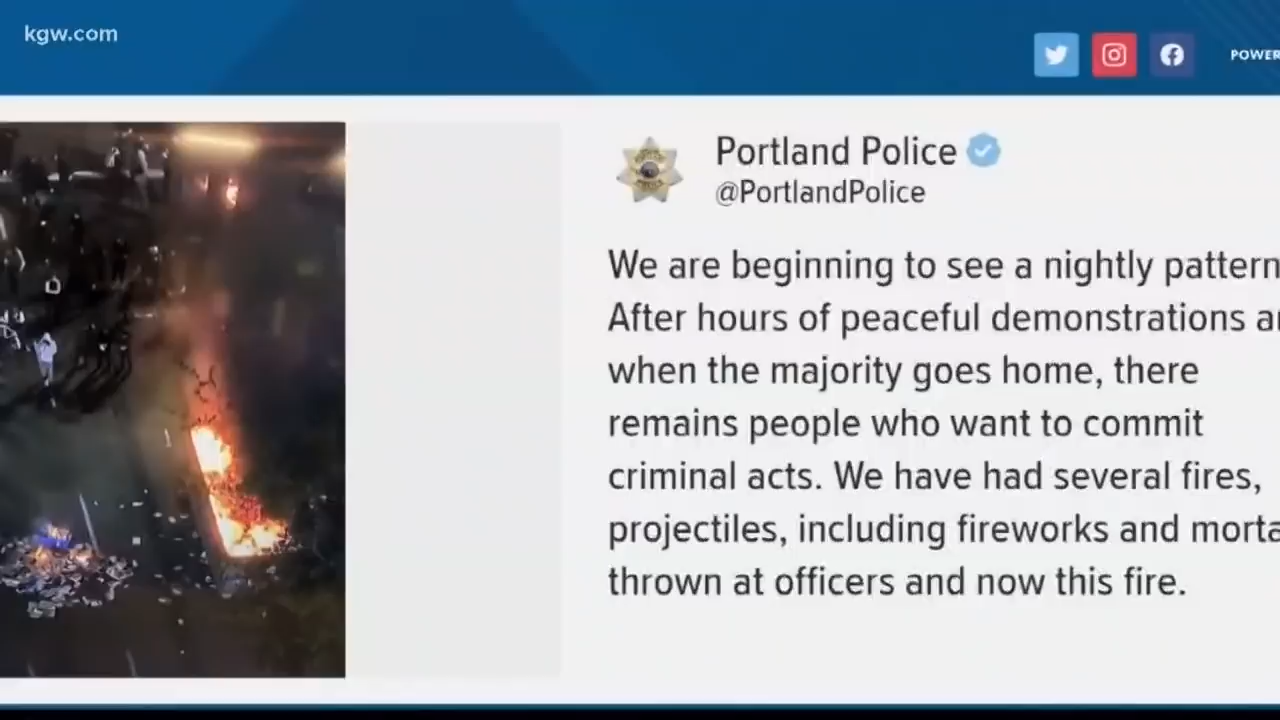 kgw.com
POWER
Portland Police
@PortlandPolice
We are beginning to see a nightly pattern
After hours of peaceful demonstrations a
when the majority goes home, there
remains people who want to commit
criminal acts. We have had several fires,
projectiles, including fireworks and morta
thrown at officers and now this fire.